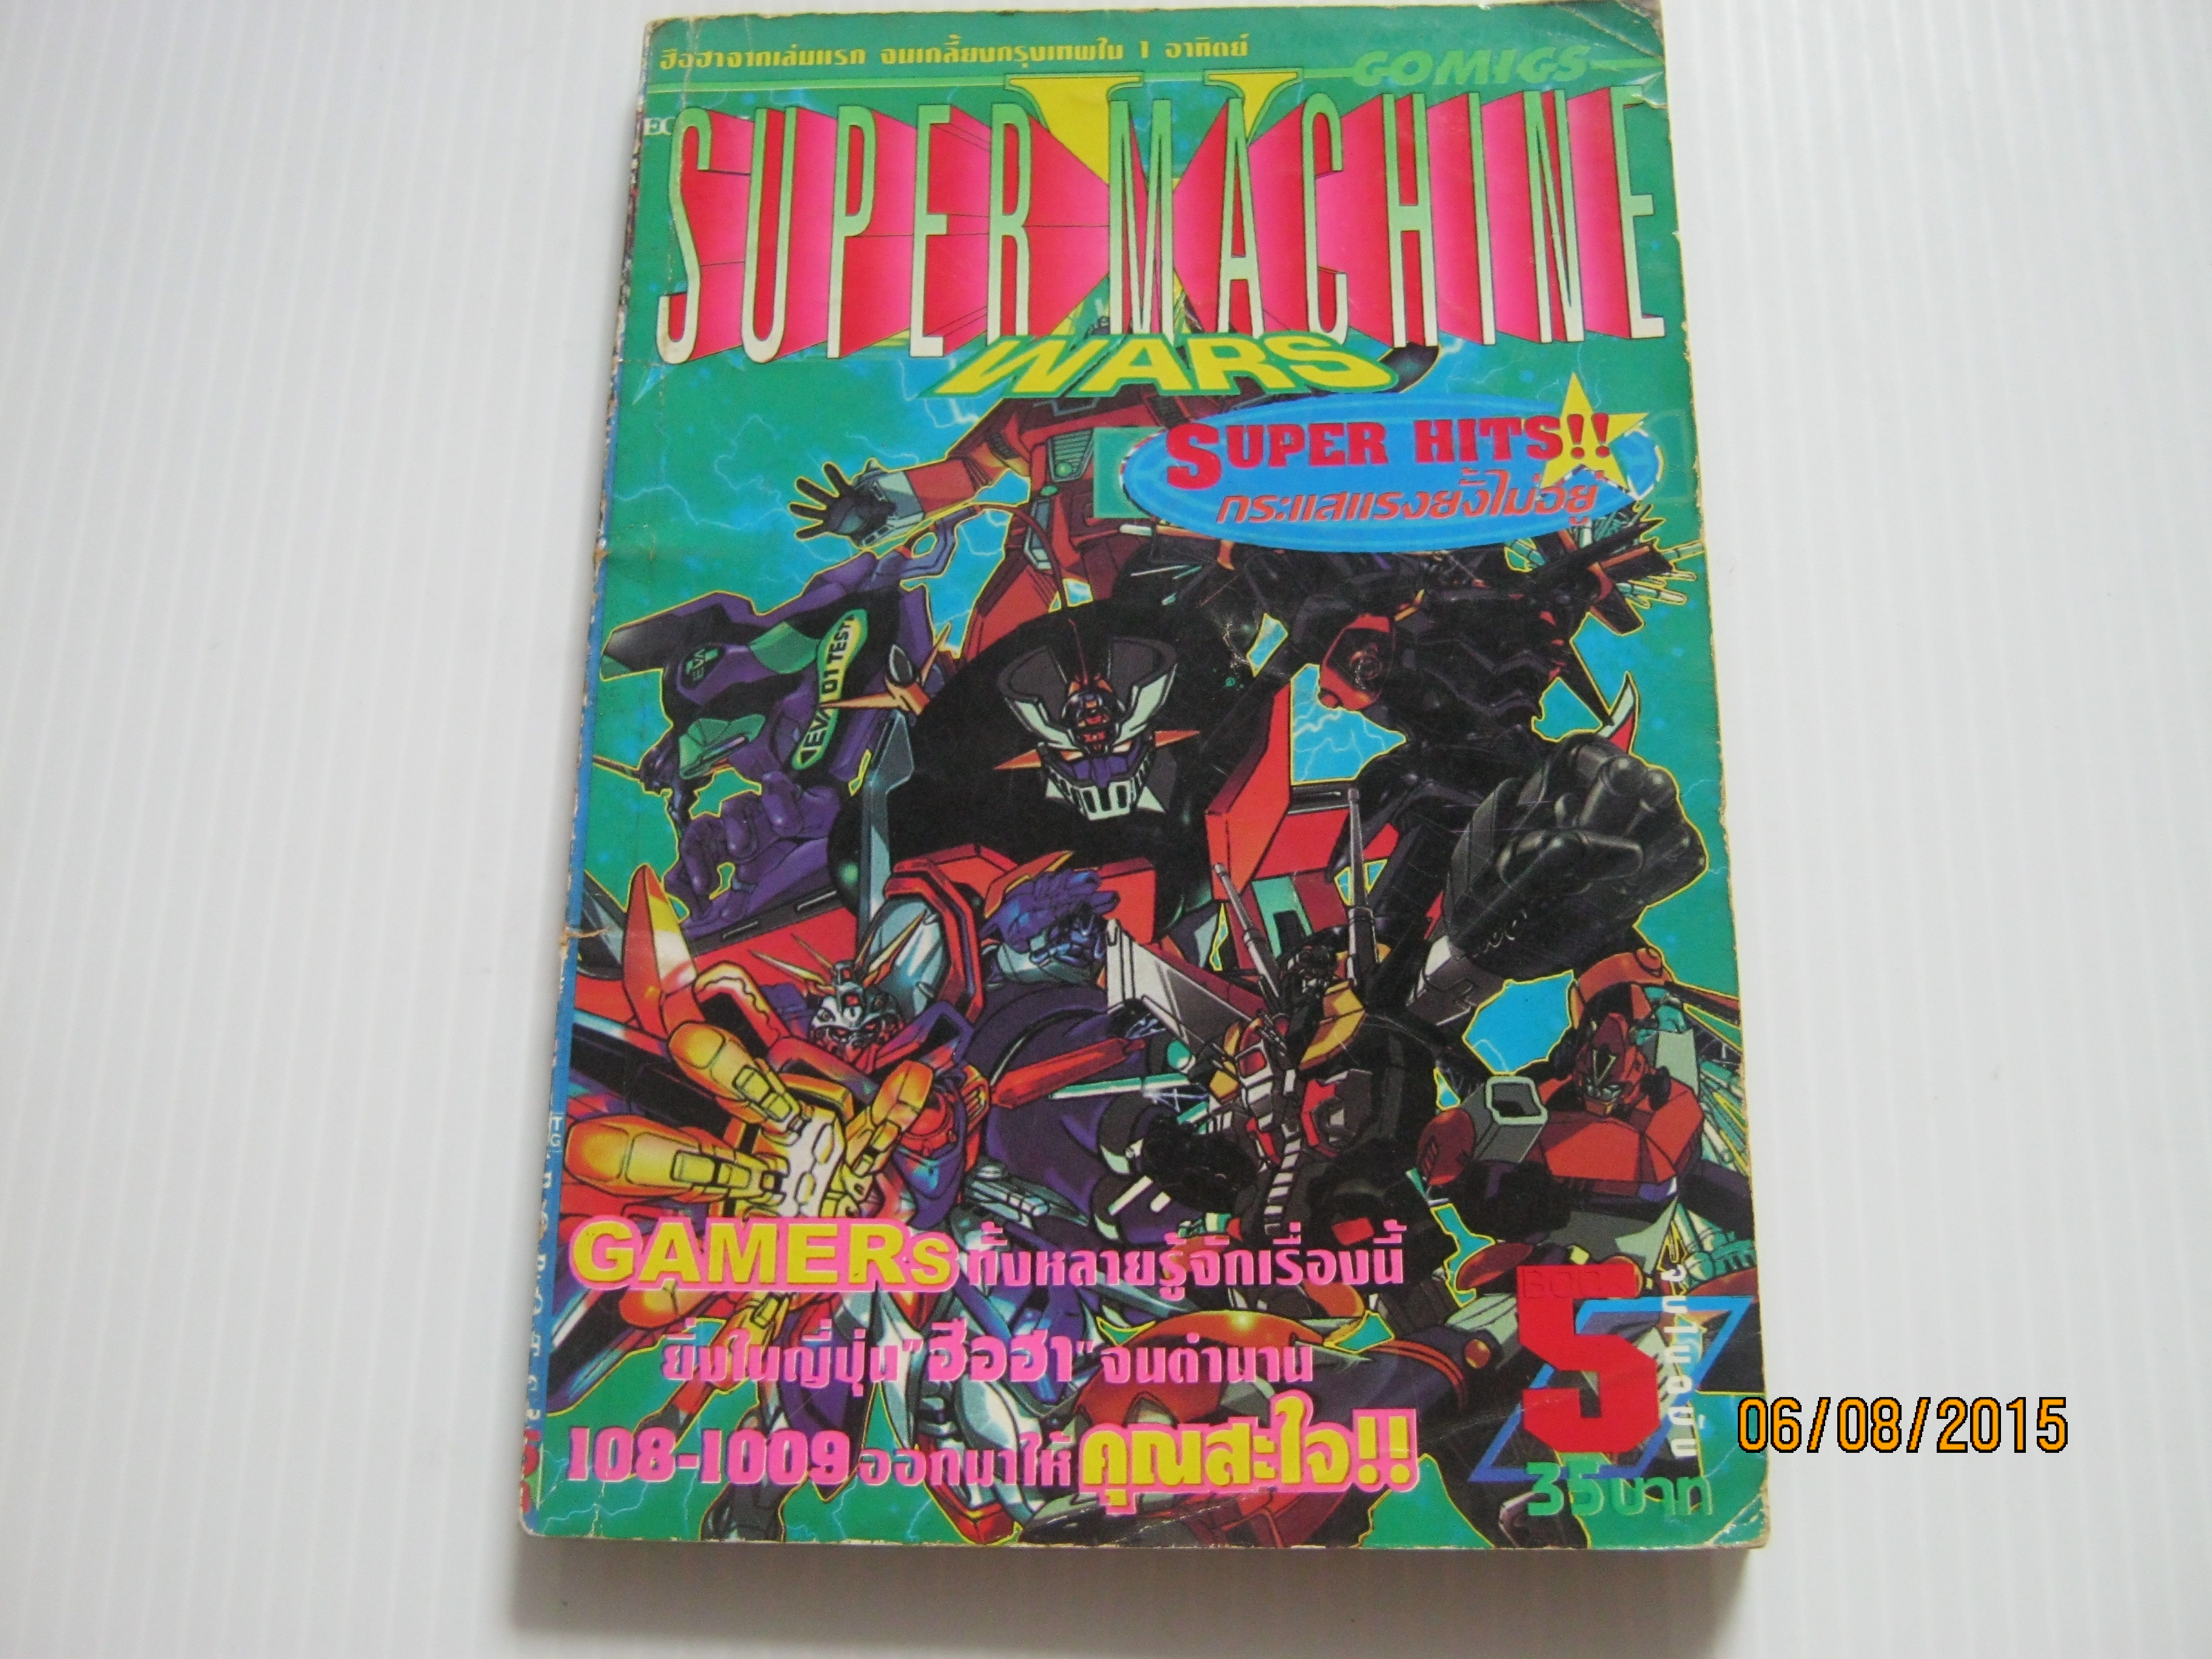 ฮือฮาจากเล่มแรก จนเกลี้ยงกรุงเทพใน 1 อาทิตย์
COMICS
V
SUPER MACHINE
WARS
SUPER HITS!!
กระแสแรงยั้งไม่อยู่
EVA 01 TEST
EVA
GAMERS ทั้งหลายรู้จักเรื่องนี้
ยิ้มในญี่ปุ่น "ฮือฮา" จนตำนาน
108-1009 ออกมาให้ คุณสะใจ!!
5
35 บาท
06/08/2015